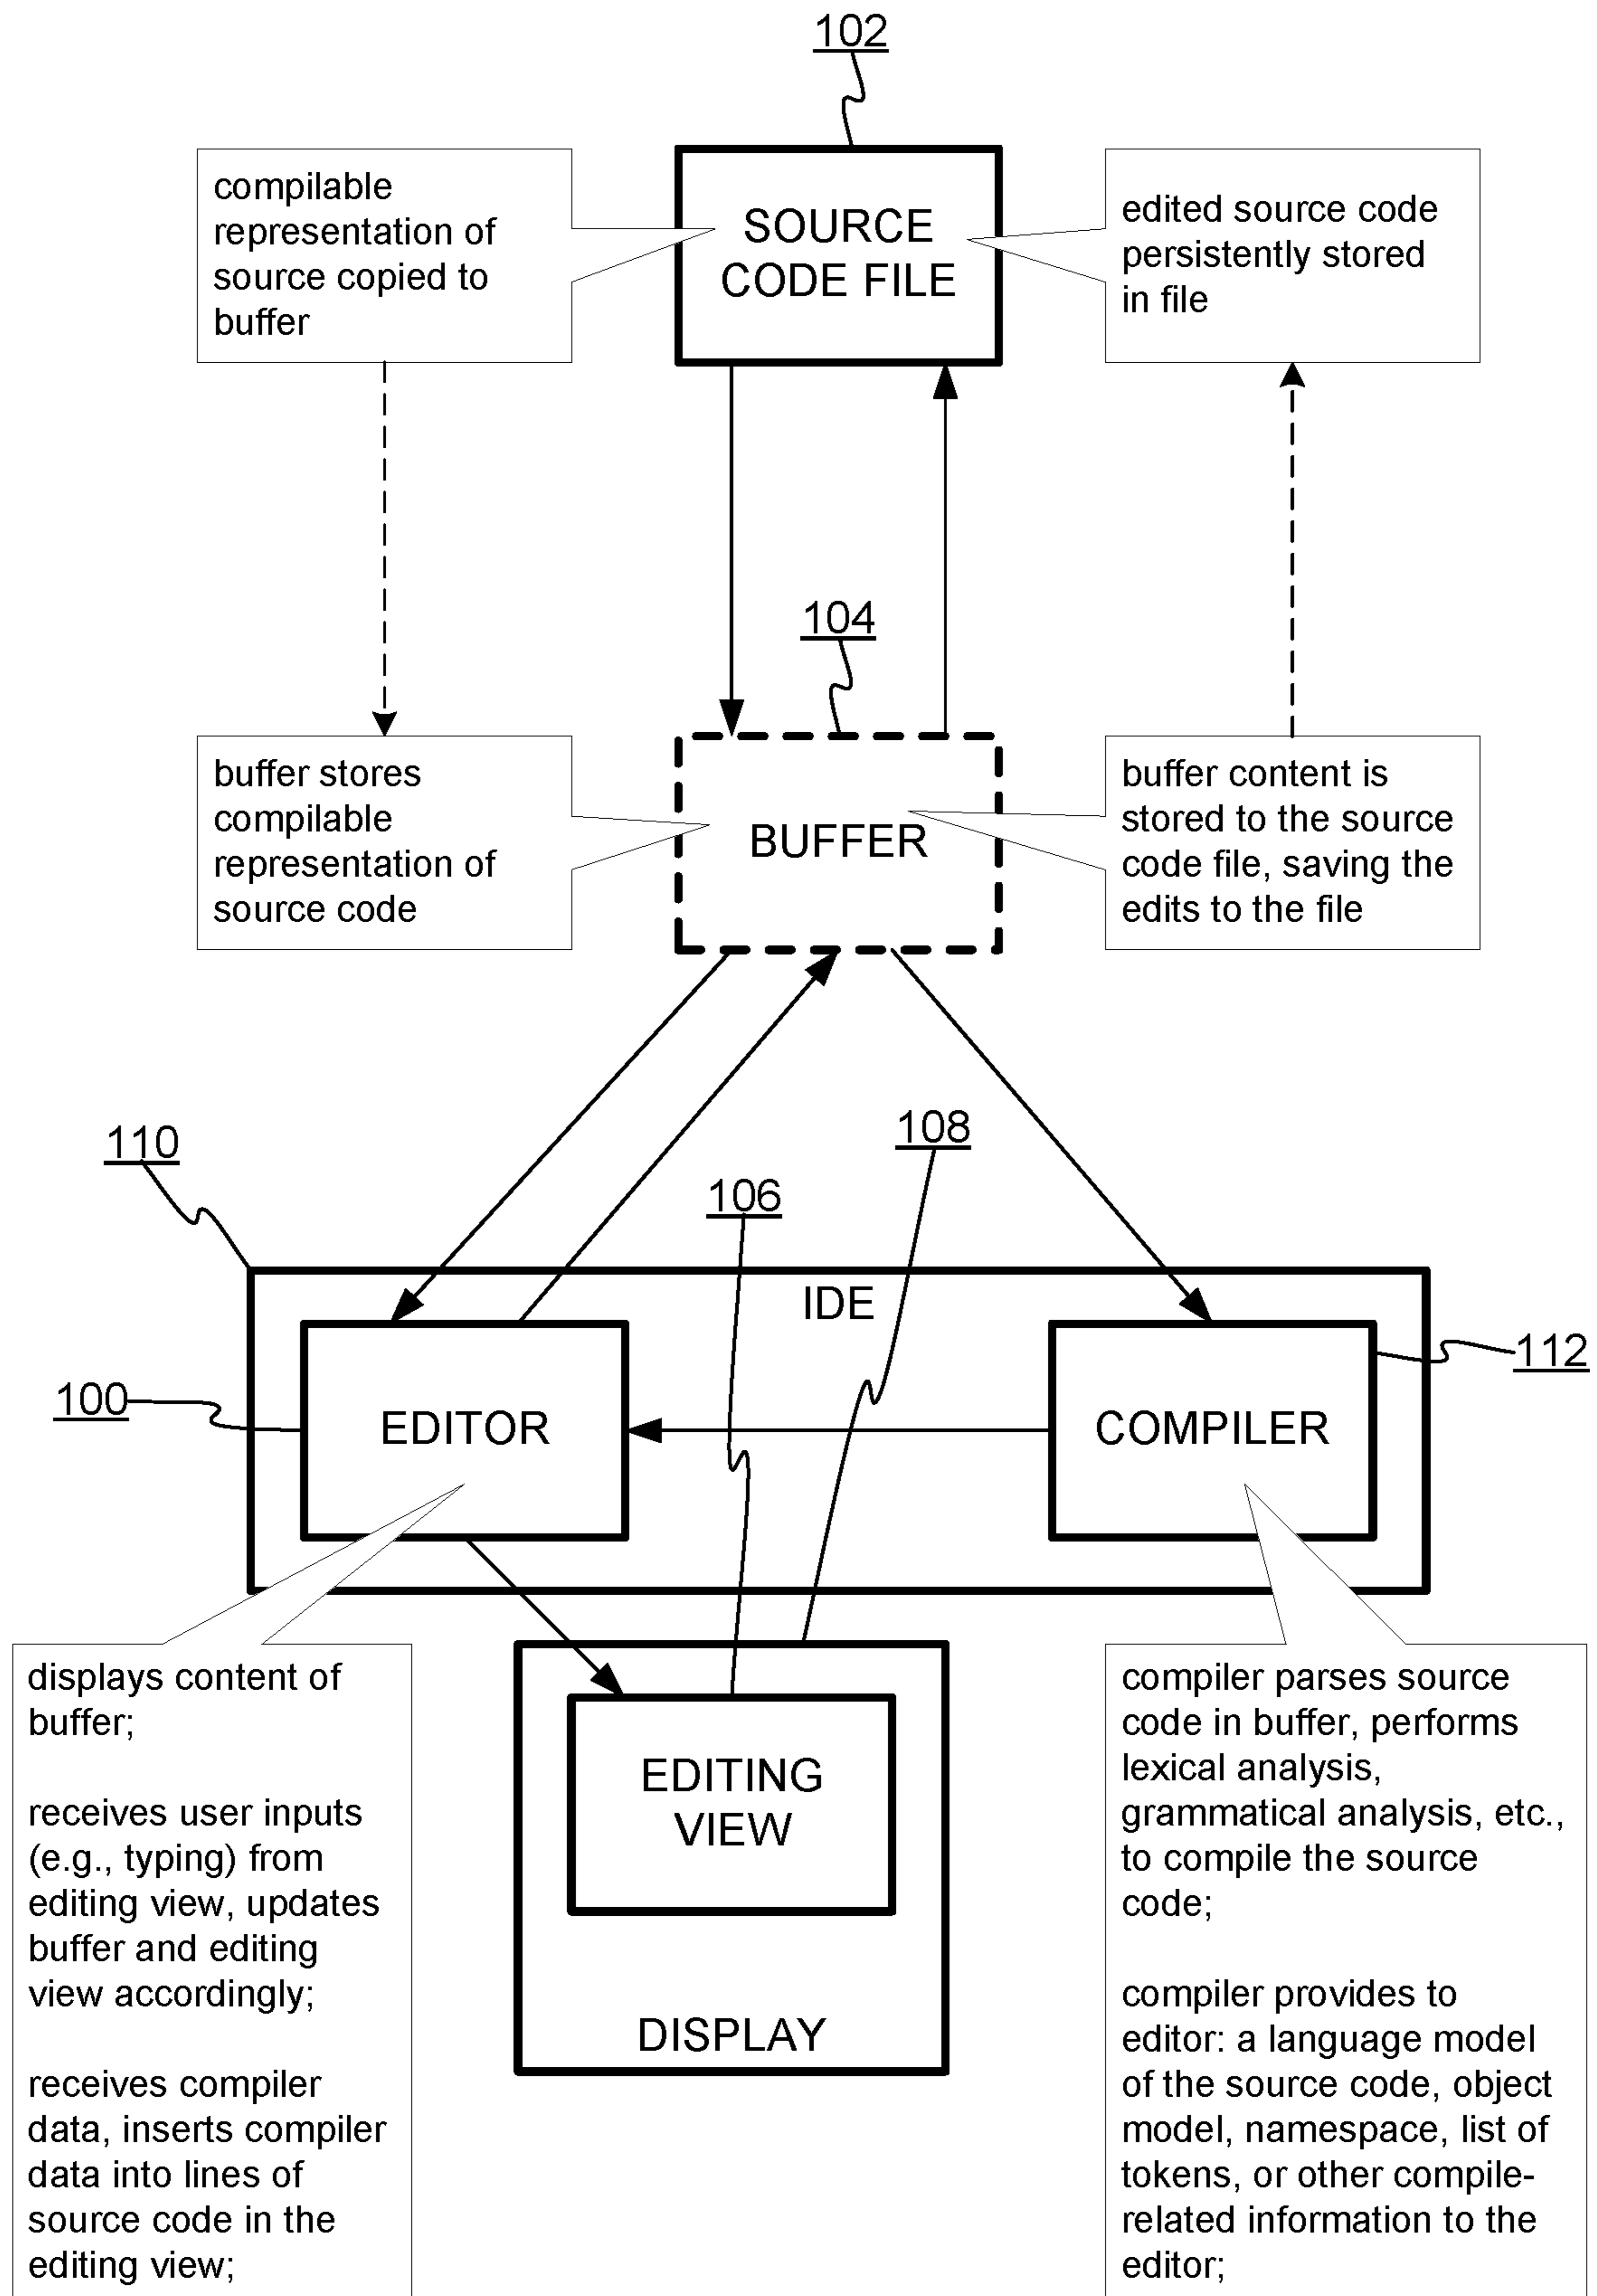 102
compilable
representation of
source copied to
buffer
SOURCE
CODE FILE
edited source code
persistently stored
in file
104
buffer stores
compilable
representation of
source code
BUFFER
buffer content is
stored to the source
code file, saving the
edits to the file
110
108
106
IDE
100
EDITOR
COMPILER
112
displays content of
buffer;
receives user inputs
(e.g., typing) from
editing view, updates
buffer and editing
view accordingly;
receives compiler
data, inserts compiler
data into lines of
source code in the
editing view;
EDITING
VIEW
DISPLAY
compiler parses source
code in buffer, performs
lexical analysis,
grammatical analysis, etc.,
to compile the source
code;
compiler provides to
editor: a language model
of the source code, object
model, namespace, list of
tokens, or other compile-
related information to the
editor;